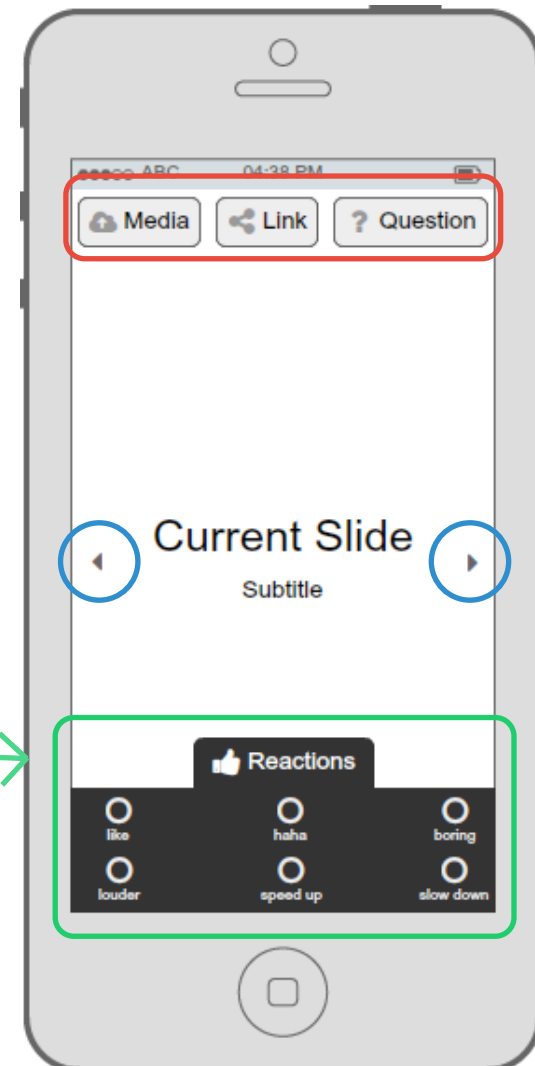 ABC 04:38 PM
Media Link ? Question
Current Slide
Subtitle
Reactions
like haha boring
louder speed up slow down